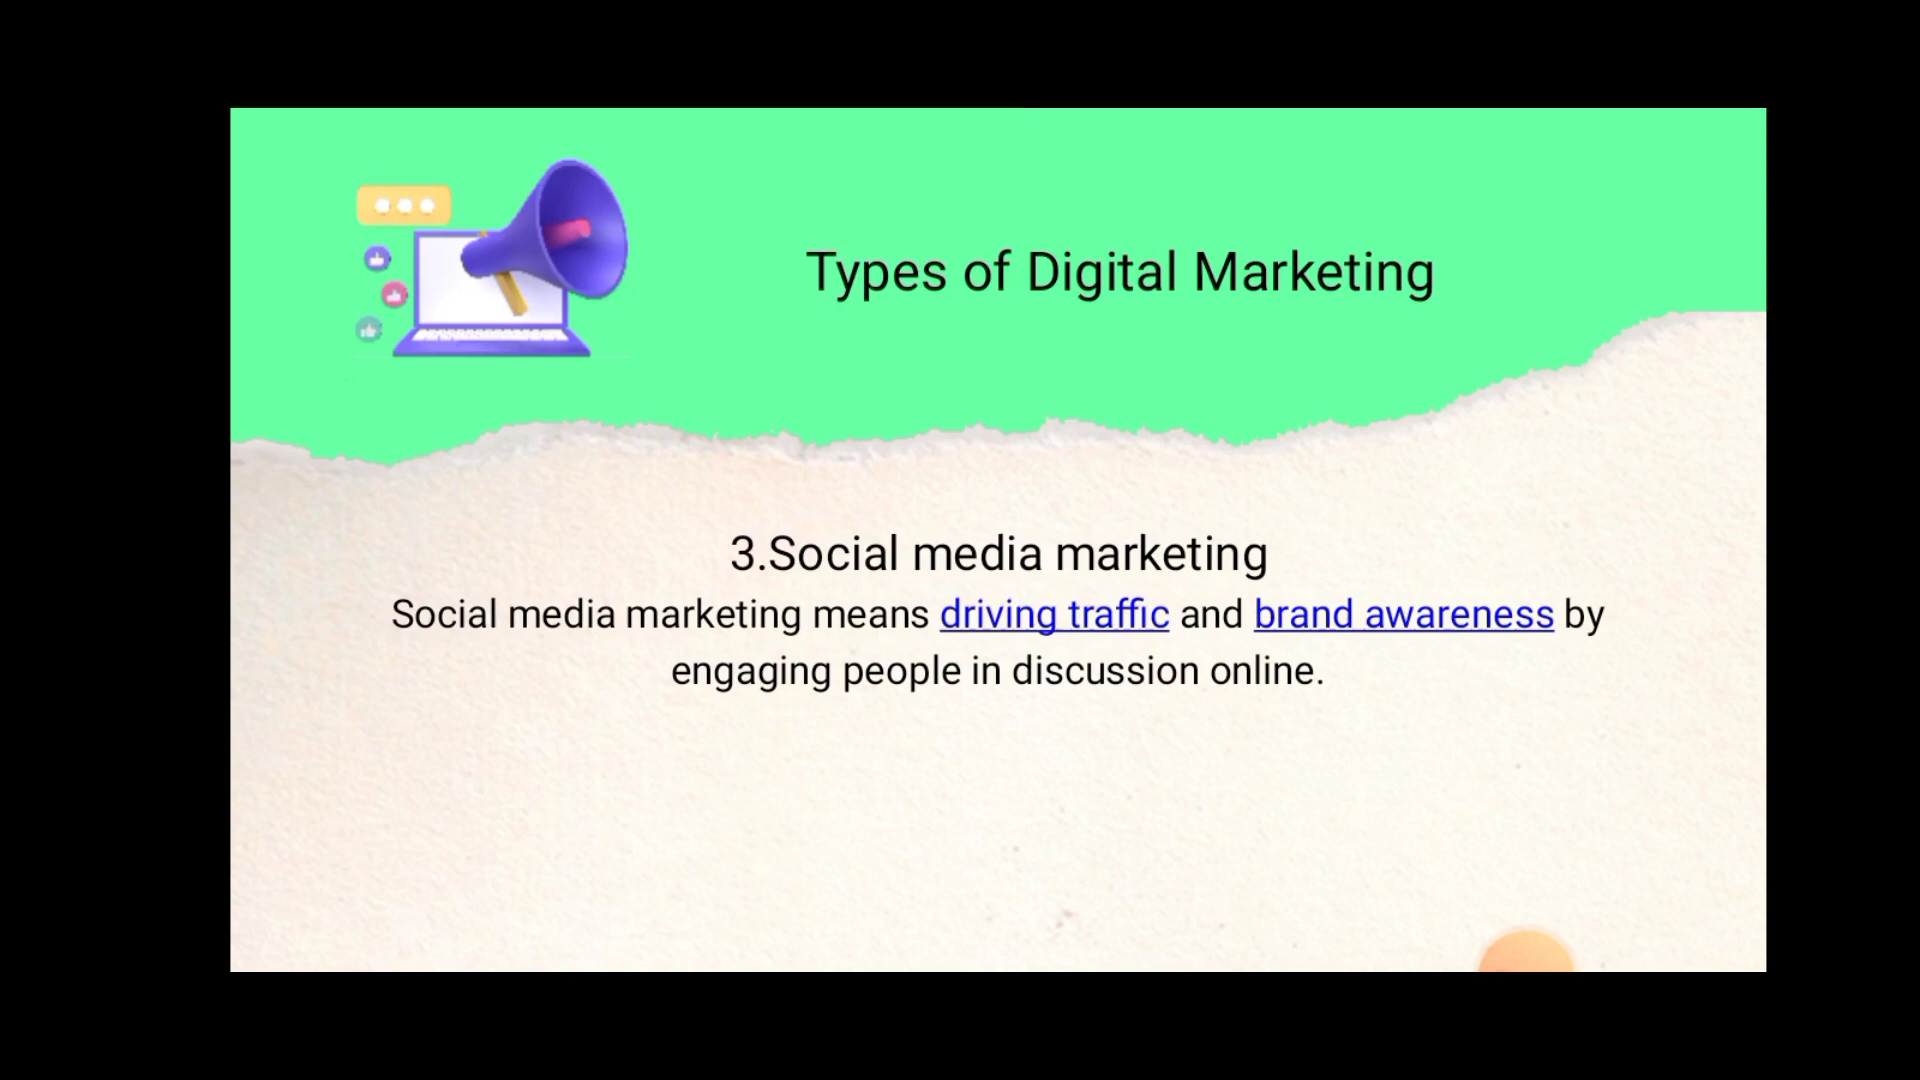 Types of Digital Marketing
3.Social media marketing
Social media marketing means driving traffic and brand awareness by
engaging people in discussion online.